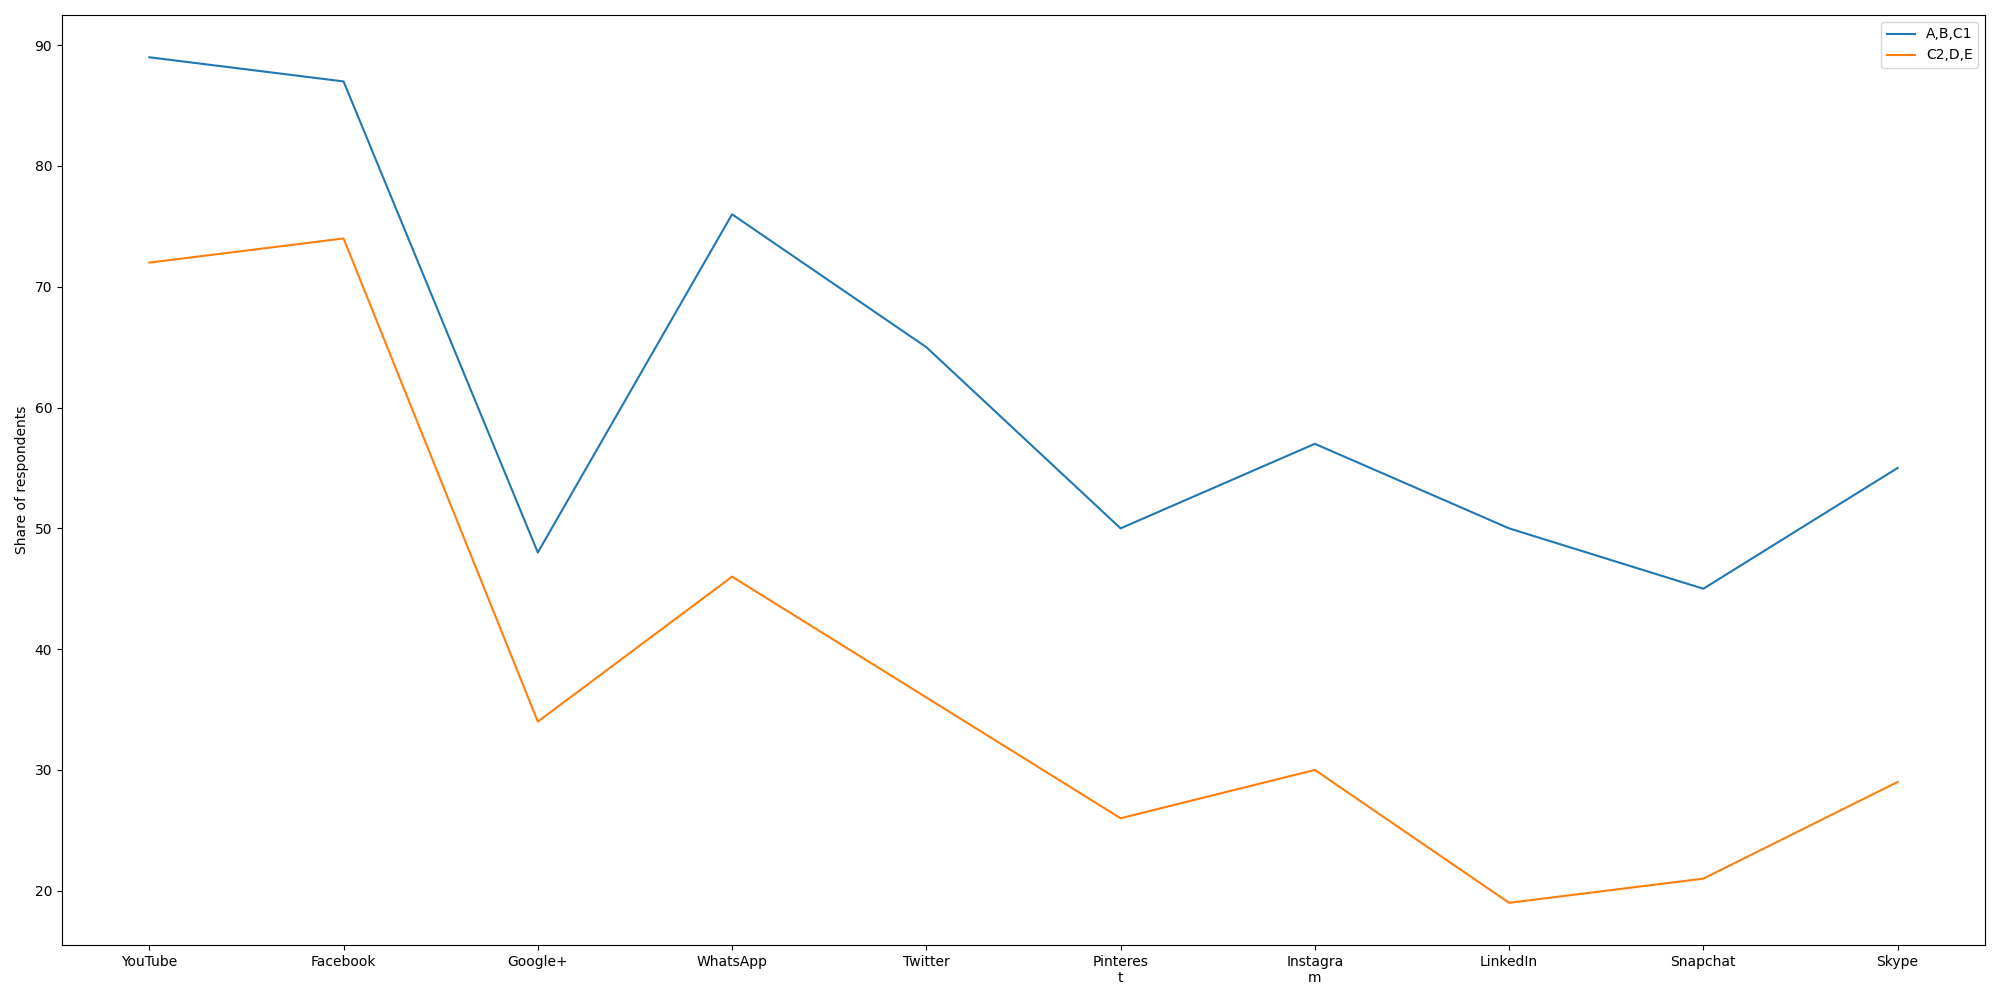 A,B,C1
C2,D,E
Share of respondents
90
80
70
60
50
40
30
20
YouTube
Facebook
Google+
WhatsApp
Twitter
Pinteres
t
Instagra
m
LinkedIn
Snapchat
Skype